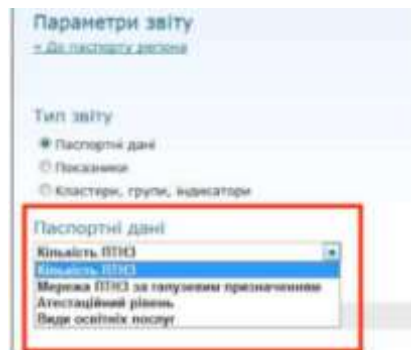 Параметри звіту
« До паспорту регіона
Тип звіту
Паспортні дані
Показники
Кластери, групи, індикатори
Паспортні дані
Кількість ПТНЗ
Кількість ПТНЗ
Мережа ПТНЗ за галузевим призначенням
Атестаційний рівень
Види освітніх послуг